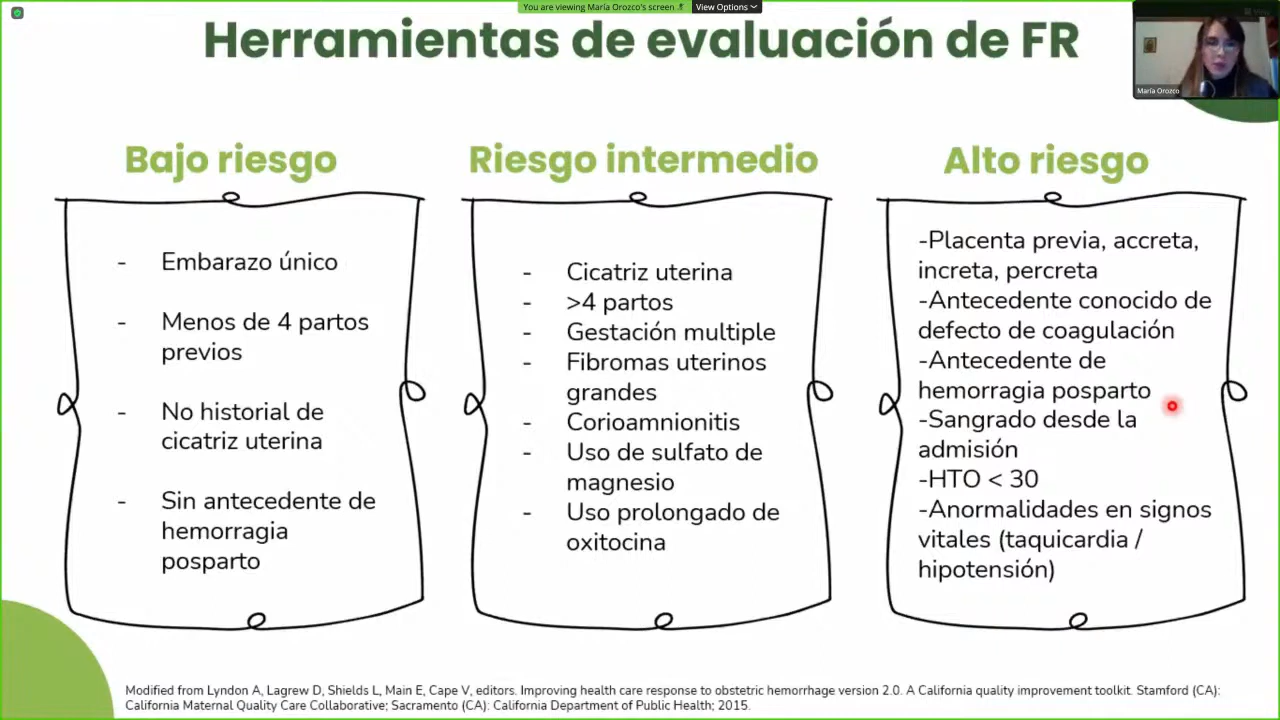 You are viewing María Orozco's screen
View Options
Herramientas de evaluación de FR
María Orozco
Bajo riesgo
- Embarazo único
- Menos de 4 partos
previos
- No historial de
cicatriz uterina
- Sin antecedente de
hemorragia
posparto
Riesgo intermedio
- Cicatriz uterina
- >4 partos
- Gestación multiple
- Fibromas uterinos
grandes
- Corioamnionitis
- Uso de sulfato de
magnesio
- Uso prolongado de
oxitocina
Alto riesgo
-Placenta previa, accreta,
increta, percreta
-Antecedente conocido de
defecto de coagulación
-Antecedente de
hemorragia posparto
-Sangrado desde la
admisión
-HTO < 30
-Anormalidades en signos
vitales (taquicardia /
hipotensión)
Modified from Lyndon A, Lagrew D, Shields L, Main E, Cape V, editors. Improving health care response to obstetric hemorrhage version 2.0. A California quality improvement toolkit. Stamford (CA):
California Maternal Quality Care Collaborative; Sacramento (CA): California Department of Public Health; 2015.